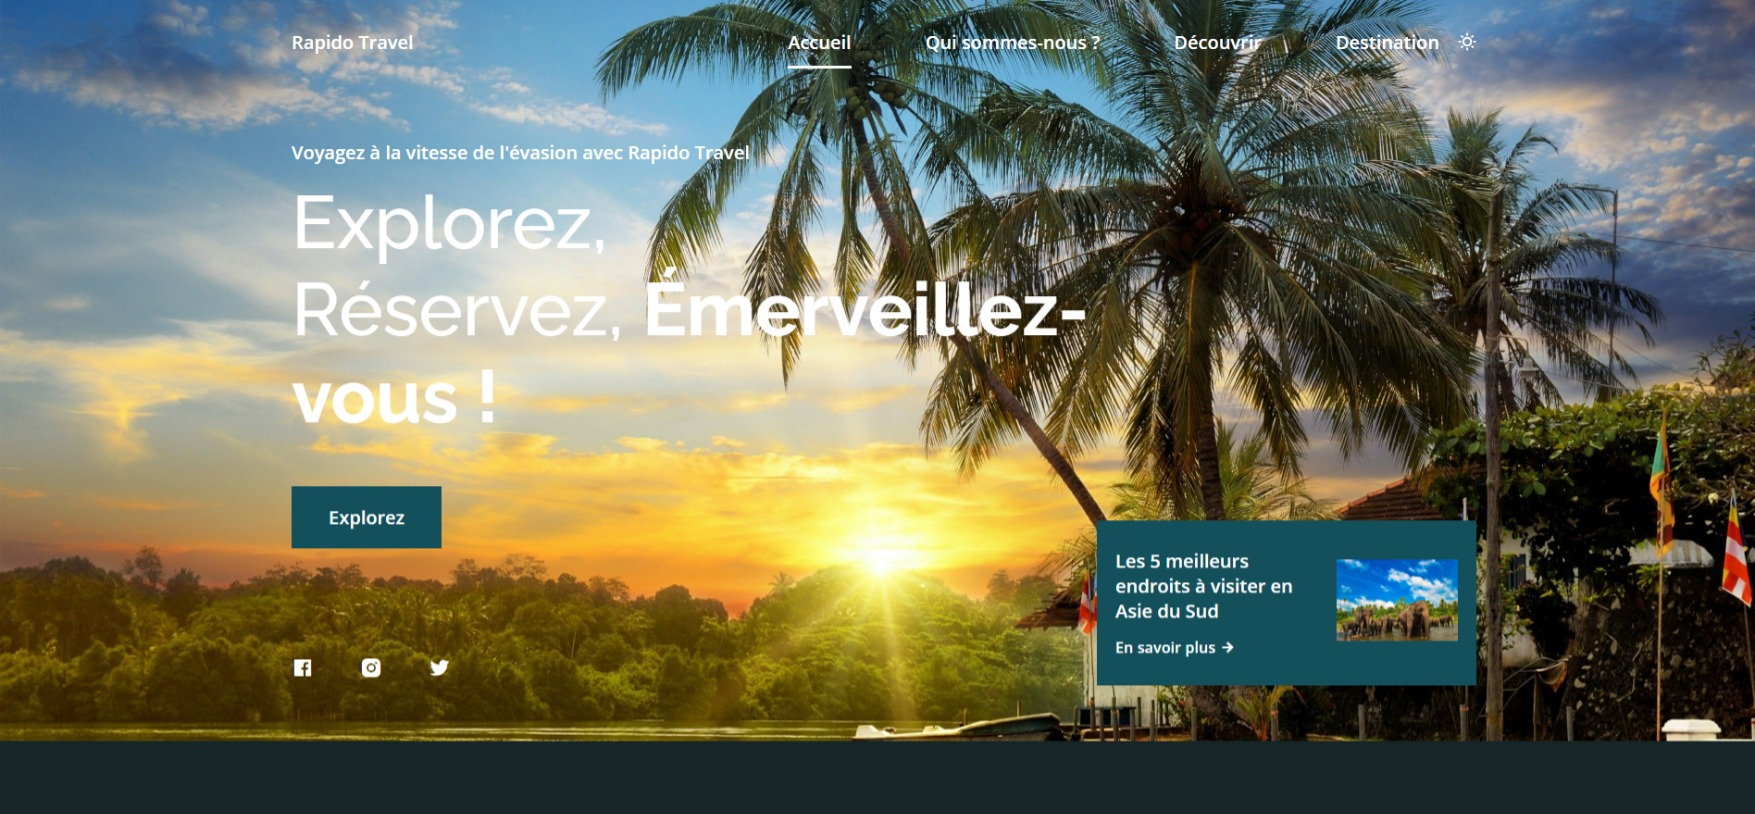 Rapido Travel
Accueil
Qui sommes-nous ?
Découvrir
Destination
Voyagez à la vitesse de l'évasion avec Rapido Travel
Explorez,
Réservez, Émerveillez-
vous !
Explorez
Les 5 meilleurs
endroits à visiter en
Asie du Sud
En savoir plus →